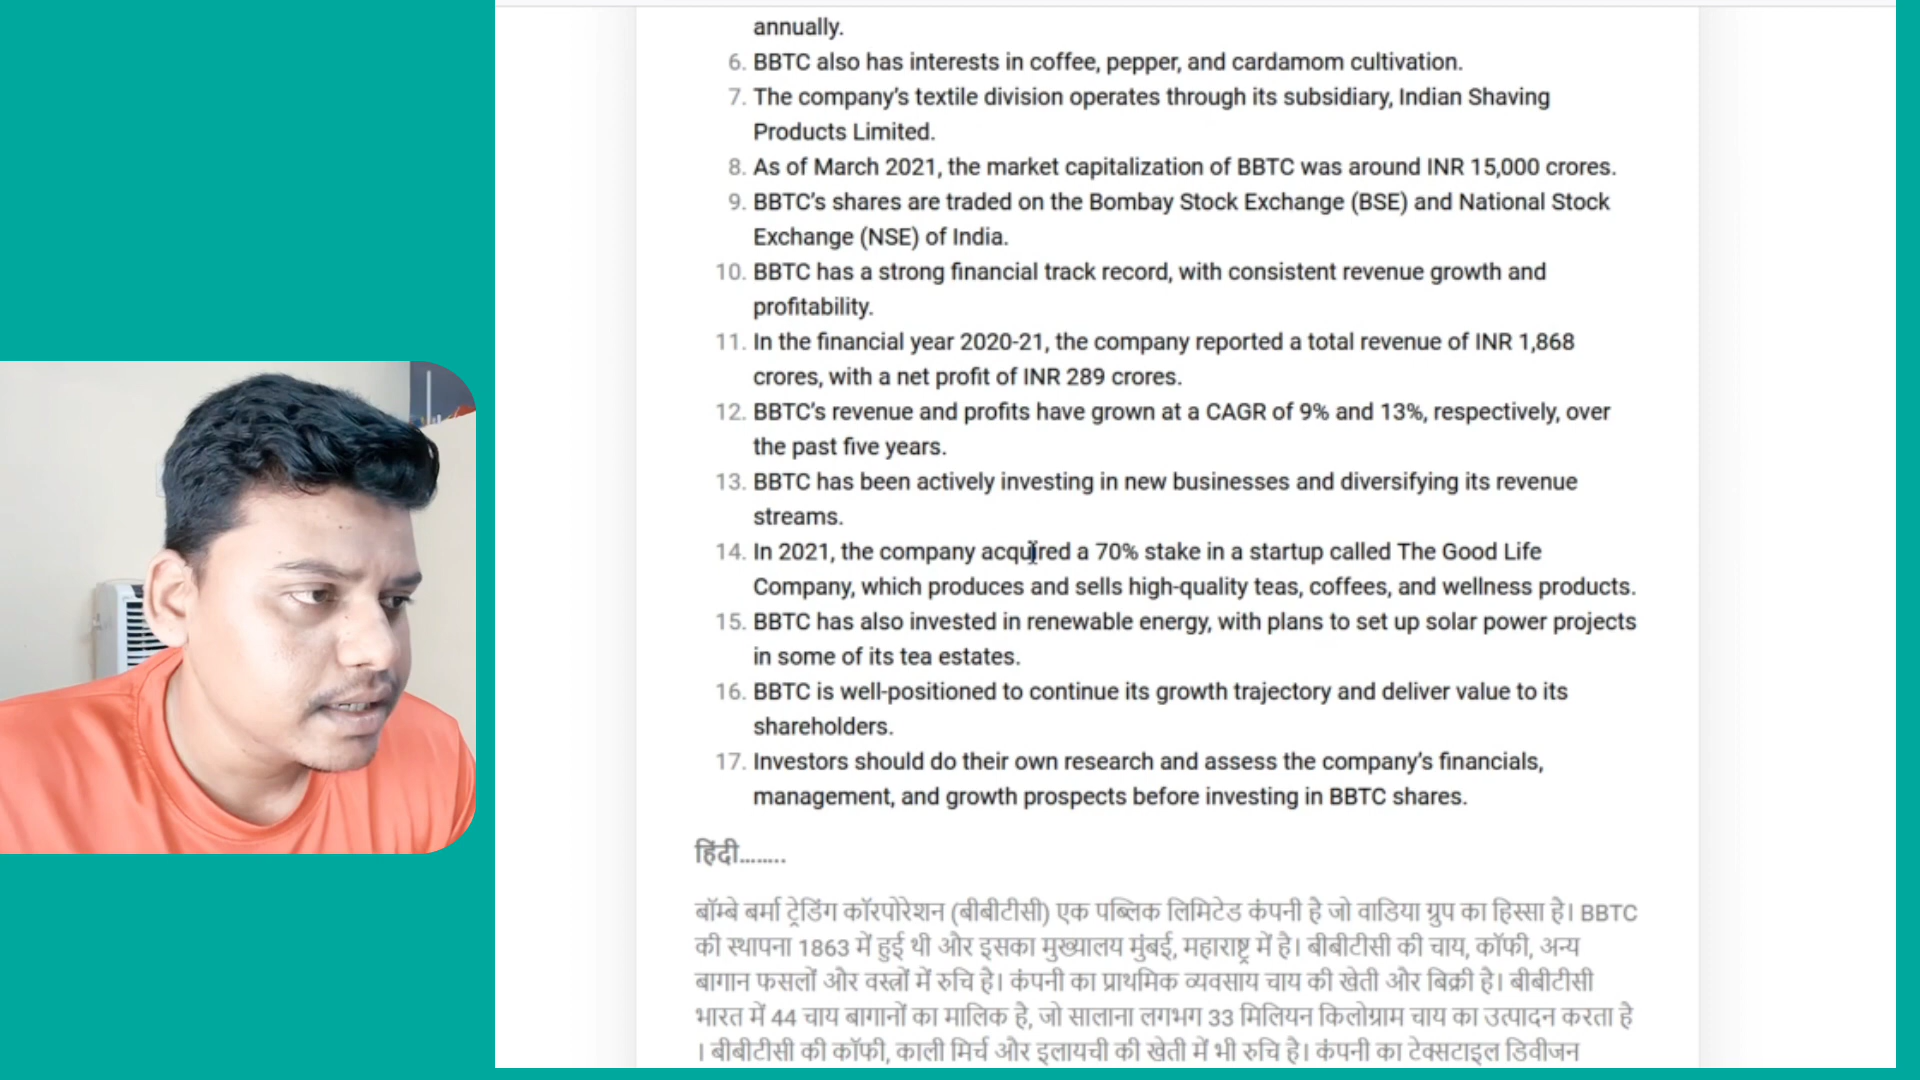 annually.
6. BBTC also has interests in coffee, pepper, and cardamom cultivation.
7. The company's textile division operates through its subsidiary, Indian Shaving
Products Limited.
8. As of March 2021, the market capitalization of BBTC was around INR 15,000 crores.
9. BBTC's shares are traded on the Bombay Stock Exchange (BSE) and National Stock
Exchange (NSE) of India.
10. BBTC has a strong financial track record, with consistent revenue growth and
profitability.
11. In the financial year 2020-21, the company reported a total revenue of INR 1,868
crores, with a net profit of INR 289 crores.
12. BBTC's revenue and profits have grown at a CAGR of 9% and 13%, respectively, over
the past five years.
13. BBTC has been actively investing in new businesses and diversifying its revenue
streams.
14. In 2021, the company acquired a 70% stake in a startup called The Good Life
Company, which produces and sells high-quality teas, coffees, and wellness products.
15. BBTC has also invested in renewable energy, with plans to set up solar power projects
in some of its tea estates.
16. BBTC is well-positioned to continue its growth trajectory and deliver value to its
shareholders.
17. Investors should do their own research and assess the company's financials,
management, and growth prospects before investing in BBTC shares.
हिंदी........
बॉम्बे बर्मा ट्रेडिंग कॉरपोरेशन (बीबीटीसी) एक पब्लिक लिमिटेड कंपनी है जो वाडिया ग्रुप का हिस्सा है। BBTC
की स्थापना 1863 में हुई थी और इसका मुख्यालय मुंबई, महाराष्ट्र में है। बीबीटीसी की चाय, कॉफी, अन्य
बागान फसलों और वस्त्रों में रुचि है। कंपनी का प्राथमिक व्यवसाय चाय की खेती और बिक्री है। बीबीटीसी
भारत में 44 चाय बागानों का मालिक है, जो सालाना लगभग 33 मिलियन किलोग्राम चाय का उत्पादन करता है
। बीबीटीसी की कॉफी, काली मिर्च और इलायची की खेती में भी रुचि है। कंपनी का टेक्सटाइल डिवीजन